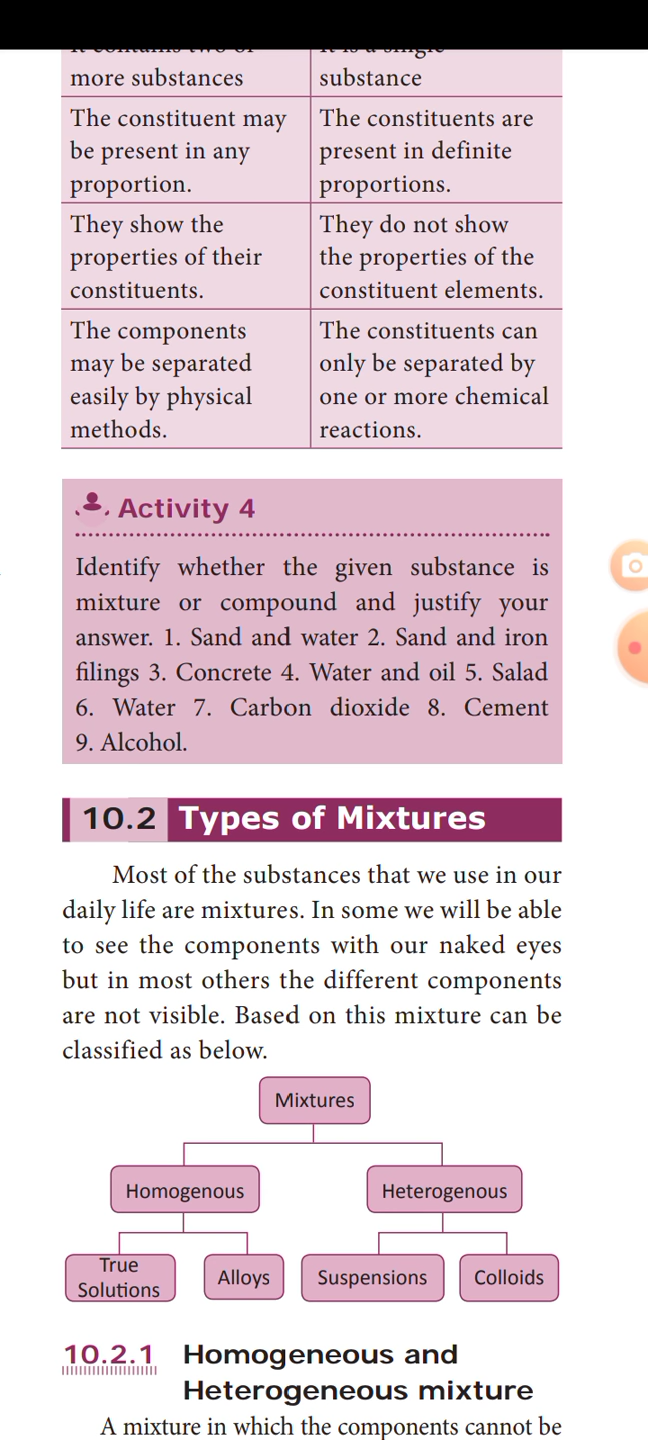 more substances
substance
The constituent may
be present in any
proportion.
The constituents are
present in definite
proportions.
They show the
properties of their
constituents.
They do not show
the properties of the
constituent elements.
The components
may be separated
easily by physical
methods.
The constituents can
only be separated by
one or more chemical
reactions.
Activity 4
Identify whether the given substance is
mixture or compound and justify your
answer. 1. Sand and water 2. Sand and iron
filings 3. Concrete 4. Water and oil 5. Salad
6. Water 7. Carbon dioxide 8. Cement
9. Alcohol.
10.2 Types of Mixtures
Most of the substances that we use in our
daily life are mixtures. In some we will be able
to see the components with our naked eyes
but in most others the different components
are not visible. Based on this mixture can be
classified as below.
Mixtures
Homogenous
Heterogenous
True
Solutions
Alloys
Suspensions
Colloids
10.2.1 Homogeneous and
Heterogeneous mixture
A mixture in which the components cannot be